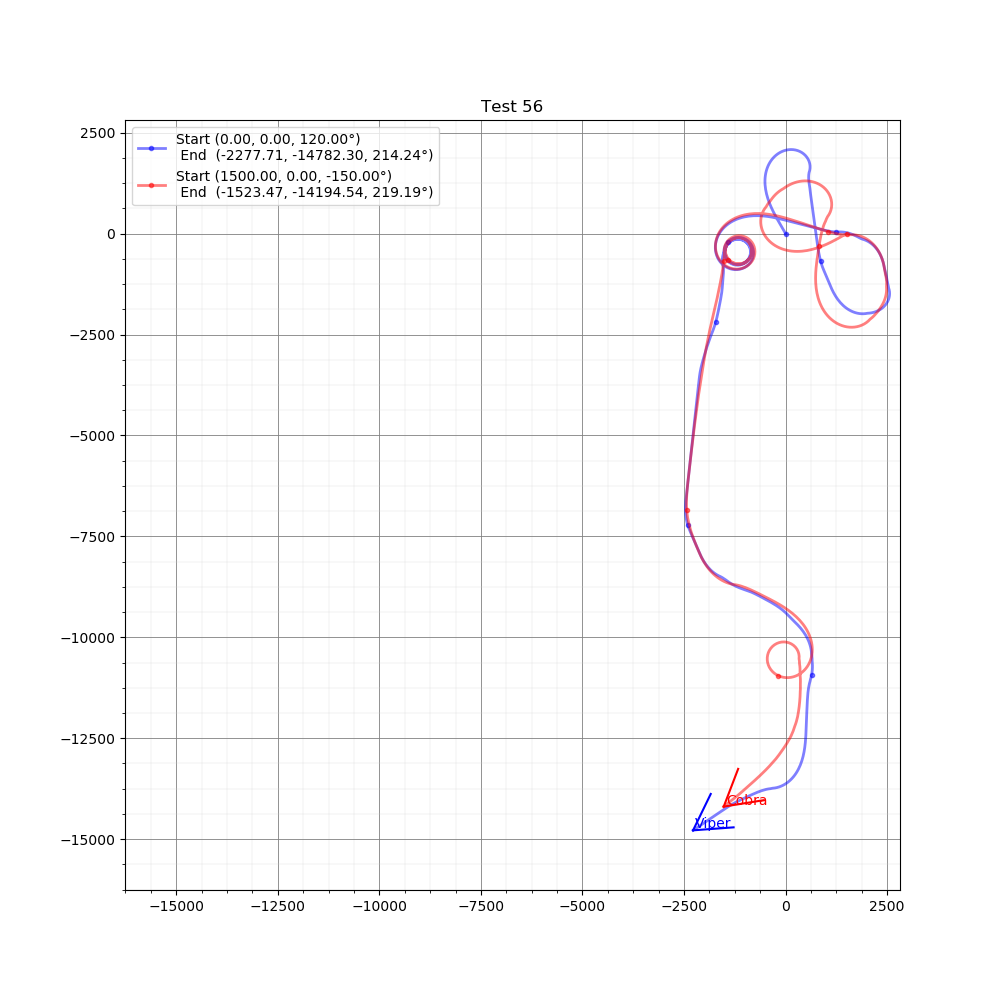 Test 56
Start (0.00, 0.00, 120.00°)
End (-2277.71, -14782.30, 214.24°)
Start (1500.00, 0.00, -150.00°)
End (-1523.47, -14194.54, 219.19°)
2500
0
−2500
−5000
−7500
−10000
−12500
−15000
Cobra
Viper
−15000 −12500 −10000 −7500 −5000 −2500 0 2500